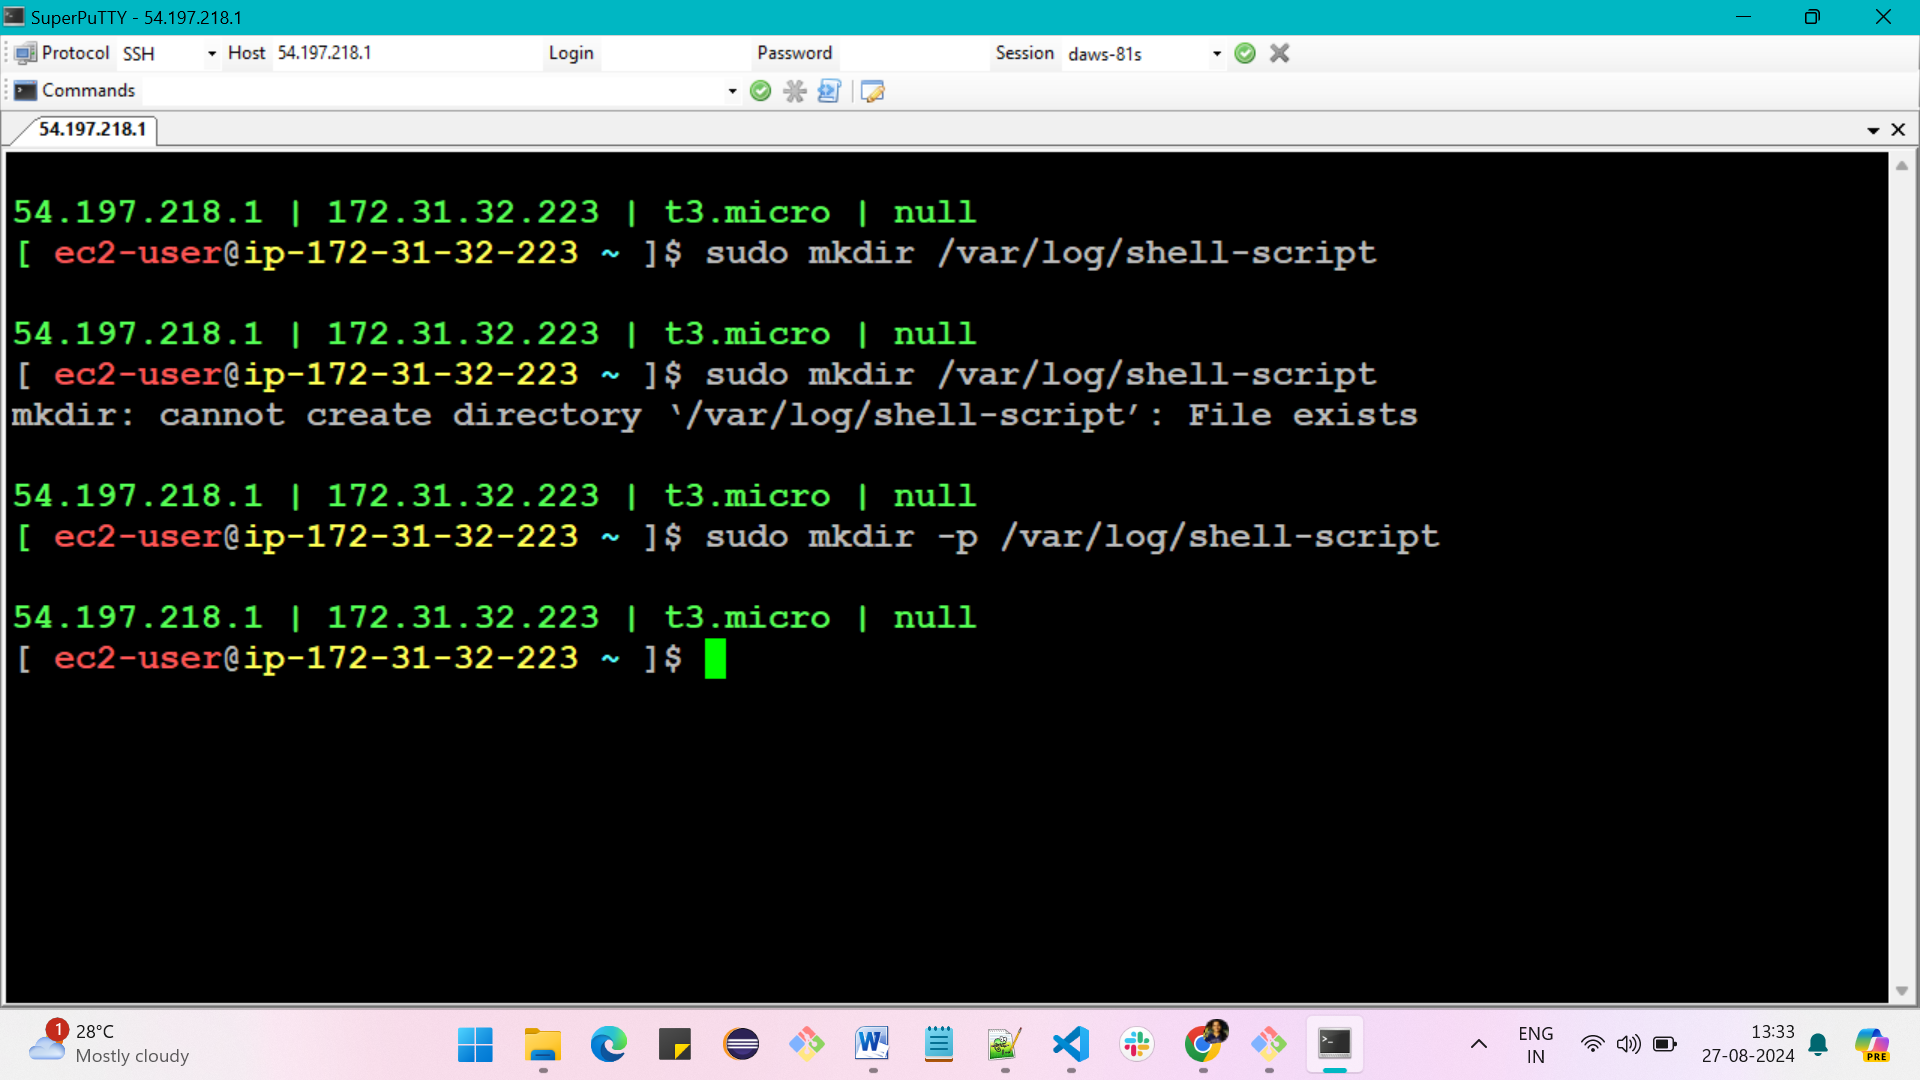 SuperPuTTY - 54.197.218.1
Protocol SSH Host 54.197.218.1 Login Password Session daws-81s
Commands
54.197.218.1
54.197.218.1 | 172.31.32.223 | t3.micro | null
[ ec2-user@ip-172-31-32-223 ~ ]$ sudo mkdir /var/log/shell-script
54.197.218.1 | 172.31.32.223 | t3.micro | null
[ ec2-user@ip-172-31-32-223 ~ ]$ sudo mkdir /var/log/shell-script
mkdir: cannot create directory ‘/var/log/shell-script’: File exists
54.197.218.1 | 172.31.32.223 | t3.micro | null
[ ec2-user@ip-172-31-32-223 ~ ]$ sudo mkdir -p /var/log/shell-script
54.197.218.1 | 172.31.32.223 | t3.micro | null
[ ec2-user@ip-172-31-32-223 ~ ]$
1 28°C
Mostly cloudy
W
ENG
IN
13:33
27-08-2024
PRE